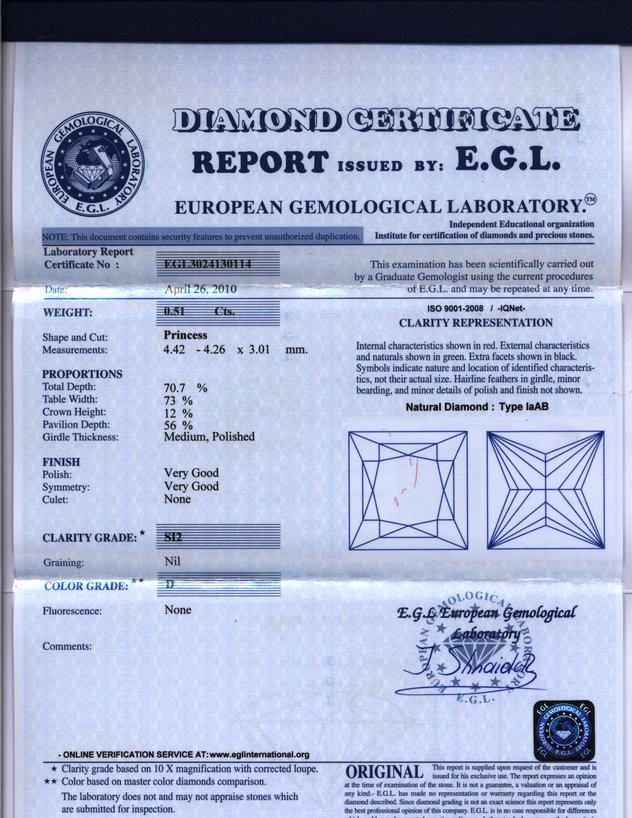 DIAMOND CERTIFICATE
REPORT ISSUED BY: E.G.L.
EUROPEAN GEMOLOGICAL LABORATORY E.G.L.
EUROPEAN GEMOLOGICAL LABORATORY.™
Independent Educational organization
NOTE: This document contains security features to prevent unauthorized duplication.
Institute for certification of diamonds and precious stones.
Laboratory Report
Certificate No : EGL3024130114
Date: April 26, 2010
WEIGHT: 0.51 Cts.
Shape and Cut: Princess
Measurements: 4.42 - 4.26 x 3.01 mm.
PROPORTIONS
Total Depth: 70.7 %
Table Width: 73 %
Crown Height: 12 %
Pavilion Depth: 56 %
Girdle Thickness: Medium, Polished
FINISH
Polish: Very Good
Symmetry: Very Good
Culet: None
CLARITY GRADE:★ SI2
Graining: Nil
COLOR GRADE:★★ D
Fluorescence: None
Comments:
This examination has been scientifically carried out
by a Graduate Gemologist using the current procedures
of E.G.L. and may be repeated at any time.
ISO 9001-2008 / -IQNet-
CLARITY REPRESENTATION
Internal characteristics shown in red. External characteristics
and naturals shown in green. Extra facets shown in black.
Symbols indicate nature and location of identified characteris-
tics, not their actual size. Hairline feathers in girdle, minor
bearding, and minor details of polish and finish not shown.
Natural Diamond : Type IaAB
E.G.L European Gemological
Laboratory
EUROPEAN GEMOLOGICAL LABORATORY
E.G.L.
EGL EGL
EUROPEAN GEMOLOGICAL LABORATORY E.G.L.
EGL EGL
- ONLINE VERIFICATION SERVICE AT: www.eglinternational.org
★ Clarity grade based on 10 X magnification with corrected loupe.
★★ Color based on master color diamonds comparison.
The laboratory does not and may not appraise stones which
are submitted for inspection.
ORIGINAL This report is supplied upon request of the customer and is
issued for his exclusive use. The report expresses an opinion
at the time of examination of the stone. It is not a guarantee, a valuation or an appraisal of
any kind.- E.G.L. has made no representation or warranty regarding this report or the
diamond described. Since diamond grading is not an exact science this report represents only
the best professional opinion of this company. E.G.L. is in no case responsible for differences